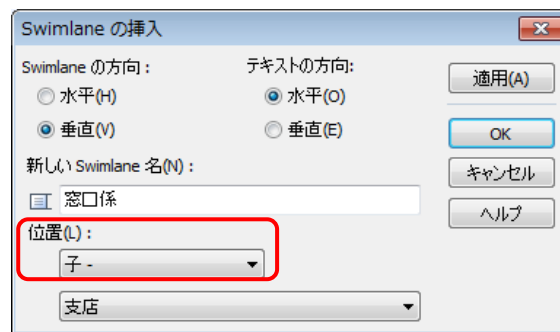 Swimlane の挿入
Swimlane の方向： テキストの方向:
水平(H) 水平(O) 適用(A)
垂直(V) 垂直(E) OK
新しい Swimlane 名(N)： キャンセル
窓口係 ヘルプ
位置(L)：
子 -
支店